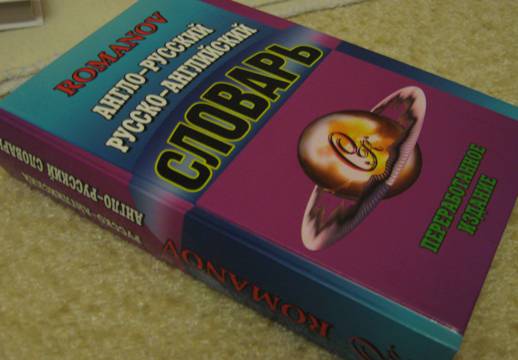 ROMANOV
АНГЛО-РУССКИЙ
РУССКО-АНГЛИЙСКИЙ
СЛОВАРЬ
ПЕРЕРАБОТАННОЕ
ИЗДАНИЕ
АНГЛО-РУССКИЙ СЛОВАРЬ
РУССКО-АНГЛИЙСКИЙ
ROMANOV